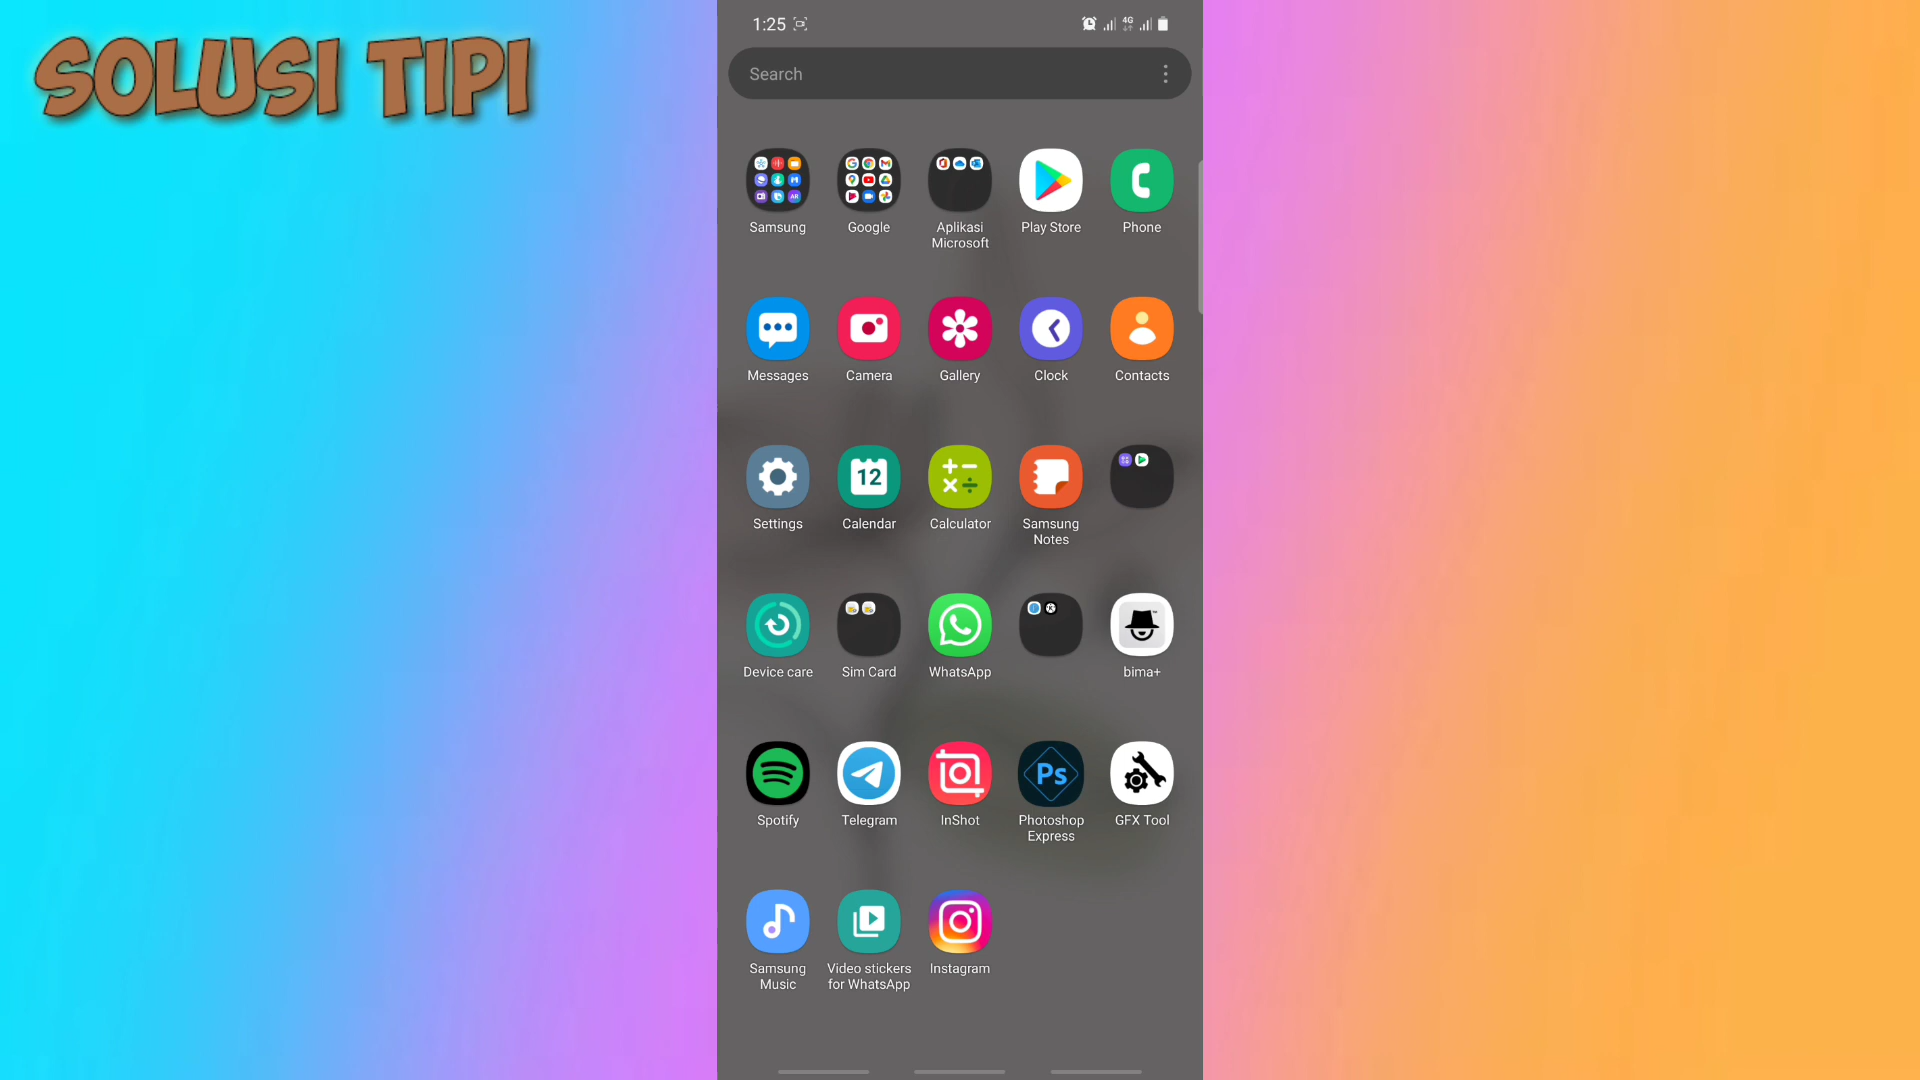 SOLUSI TIPI
1:25
4G
Search
Samsung
Google
Aplikasi
Microsoft
Play Store
Phone
Messages
Camera
Gallery
Clock
Contacts
12
Settings
Calendar
Calculator
Samsung
Notes
Device care
Sim Card
WhatsApp
bima+
Ps
Spotify
Telegram
InShot
Photoshop
Express
GFX Tool
Samsung
Music
Video stickers
for WhatsApp
Instagram